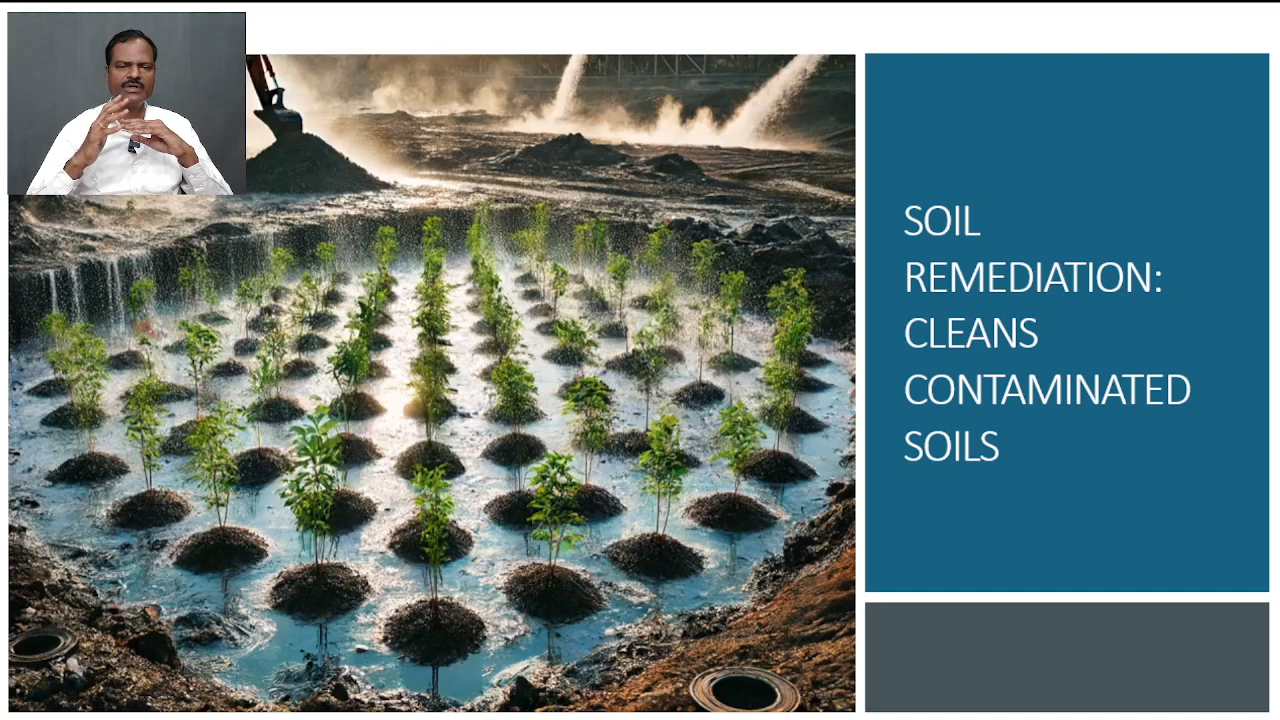 SOIL
REMEDIATION:
CLEANS
CONTAMINATED
SOILS